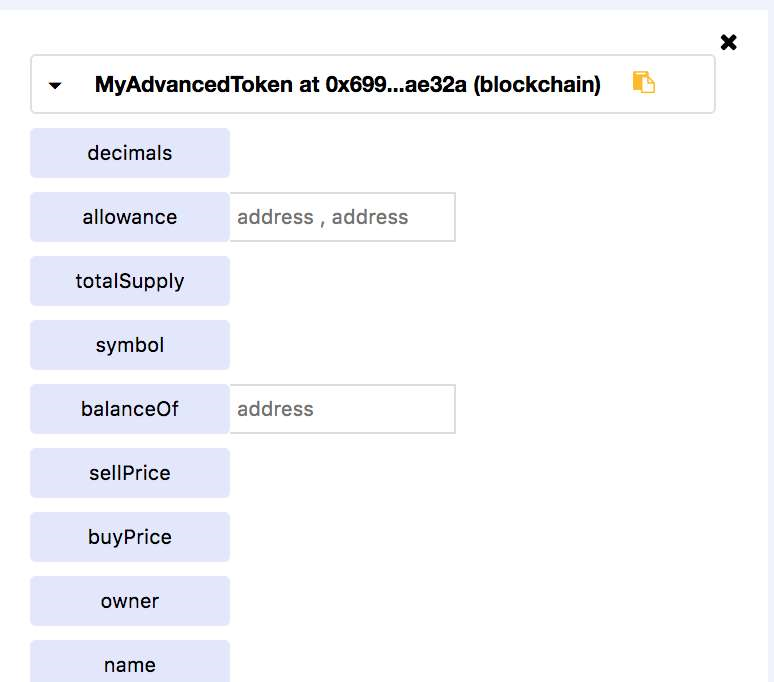 MyAdvancedToken at 0x699...ae32a (blockchain)
decimals
allowance address , address
totalSupply
symbol
balanceOf address
sellPrice
buyPrice
owner
name